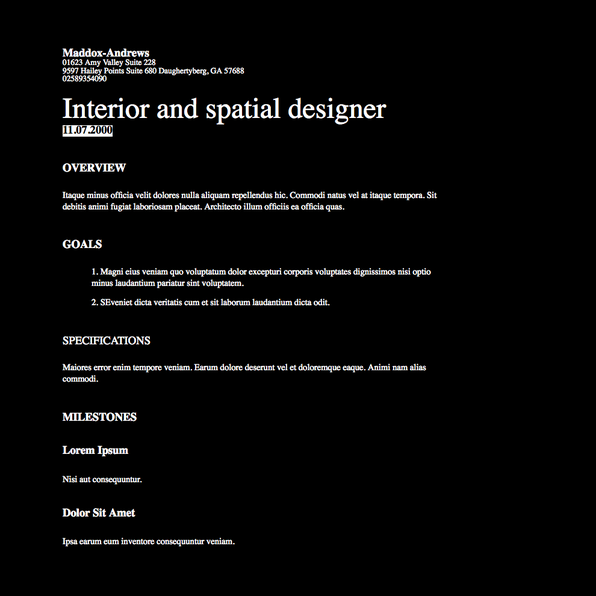 Maddox-Andrews
01623 Amy Valley Suite 228
9597 Hailey Points Suite 680 Daughertyberg, GA 57688
02589354090
Interior and spatial designer
11.07.2000
OVERVIEW
Itaque minus officia velit dolores nulla aliquam repellendus hic. Commodi natus vel at itaque tempora. Sit
debitis animi fugiat laboriosam placeat. Architecto illum officiis ea officia quas.
GOALS
1. Magni eius veniam quo voluptatum dolor excepturi corporis voluptates dignissimos nisi optio
minus laudantium pariatur sint voluptatem.
2. SEveniet dicta veritatis cum et sit laborum laudantium dicta odit.
SPECIFICATIONS
Maiores error enim tempore veniam. Earum dolore deserunt vel et doloremque eaque. Animi nam alias
commodi.
MILESTONES
Lorem Ipsum
Nisi aut consequuntur.
Dolor Sit Amet
Ipsa earum eum inventore consequuntur veniam.